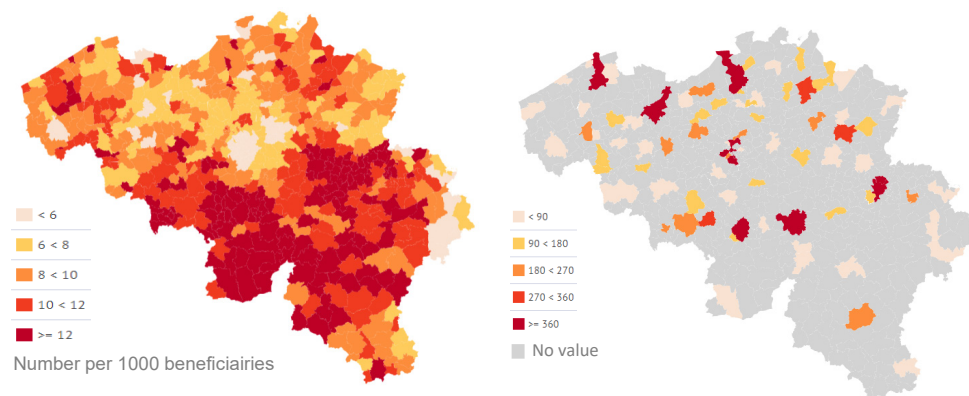 < 6
6 < 8
8 < 10
10 < 12
>= 12
Number per 1000 beneficiairies
< 90
90 < 180
180 < 270
270 < 360
>= 360
No value